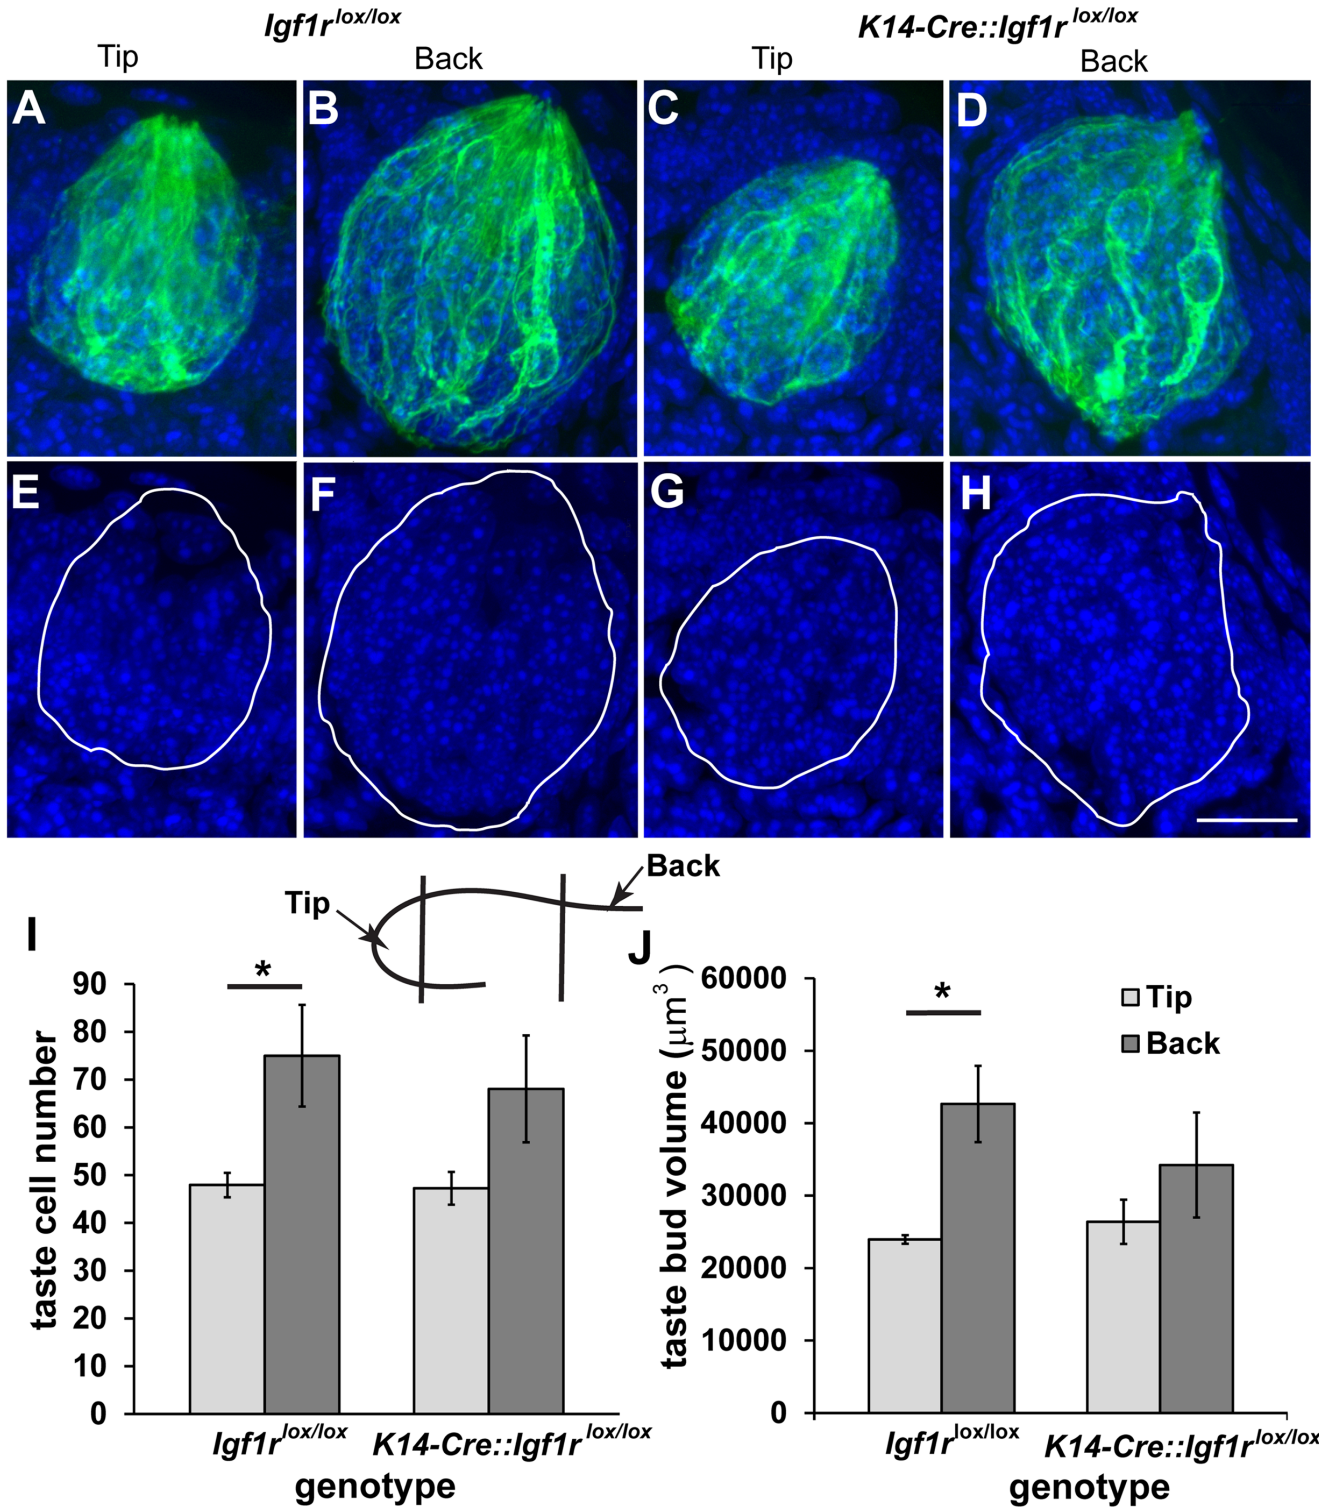 Igf1r lox/lox K14-Cre::Igf1r lox/lox
Tip Back Tip Back
A B C D
E F G H
Tip Back
I
*
90
80
70
60
50
40
30
20
10
0
taste cell number
Igf1r lox/lox K14-Cre::Igf1r lox/lox
genotype
J
*
Tip
Back
60000
50000
40000
30000
20000
10000
0
taste bud volume (μm³)
Igf1r lox/lox K14-Cre::Igf1r lox/lox
genotype